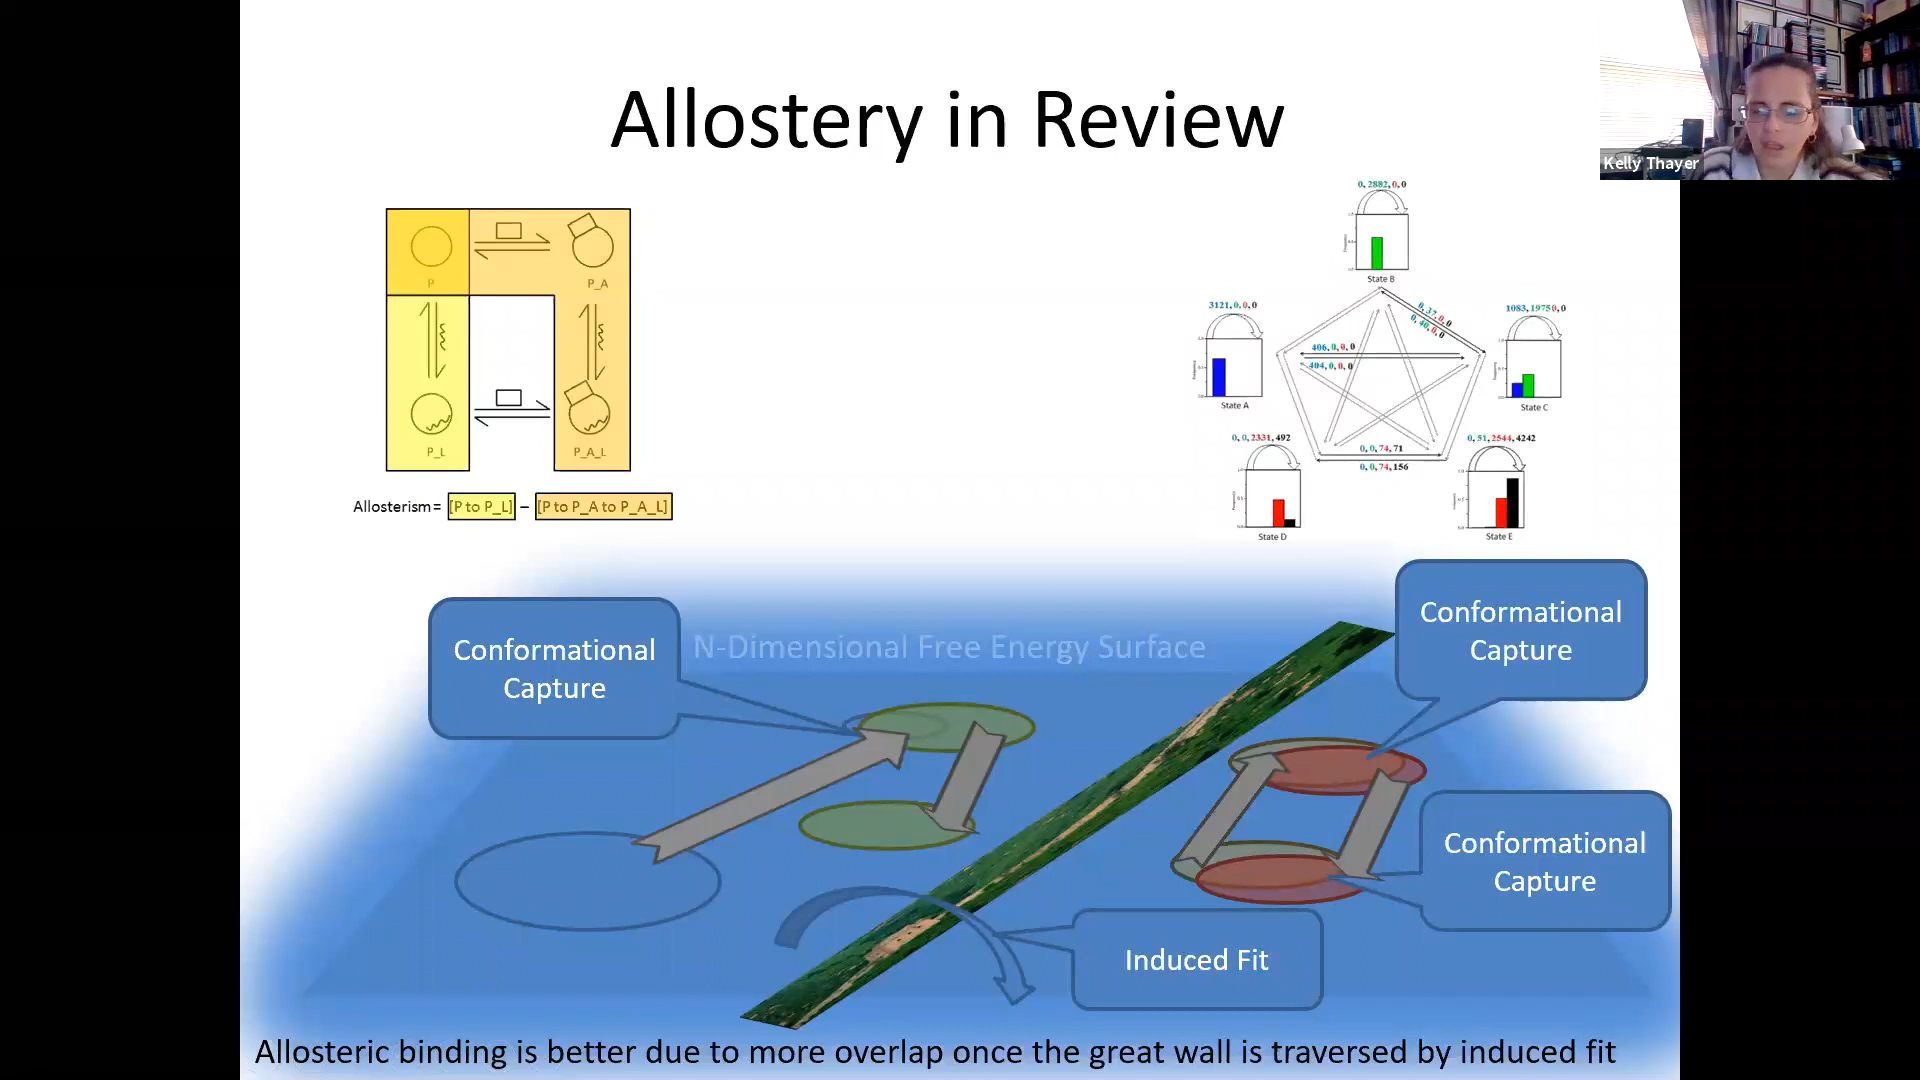 Allostery in Review
Kelly Thayer
P
P_A
P_L
P_A_L
Allosterism= [P to P_L] – [P to P_A to P_A_L]
0, 2882, 0, 0
State B
3121, 0, 0, 0
State A
0, 37, 0, 0
0, 40, 0, 0
1083, 19750, 0
State C
406, 0, 0, 0
404, 0, 0, 0
0, 0, 2331, 492
State D
0, 0, 74, 71
0, 0, 74, 156
0, 51, 2544, 4242
State E
N-Dimensional Free Energy Surface
Conformational
Capture
Conformational
Capture
Conformational
Capture
Induced Fit
Allosteric binding is better due to more overlap once the great wall is traversed by induced fit